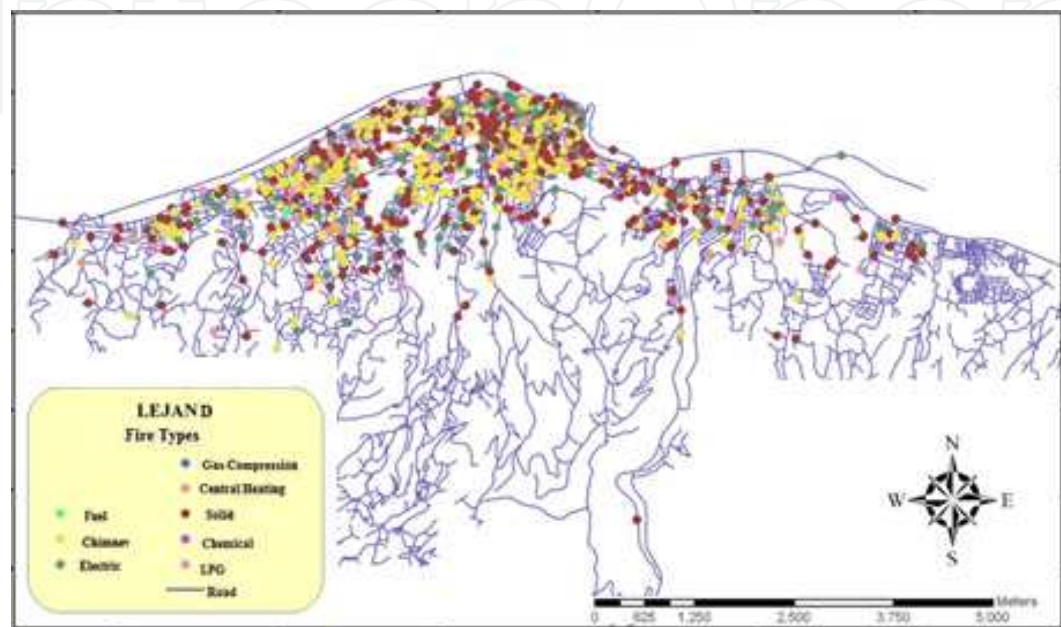 LEJAND
Fire Types
Gas Compression
Central Heating
Fuel
Solid
Chimney
Chemical
Electric
LPG
Road
N
W
E
S
Meters
0
625
1.250
2.500
3.750
5.000